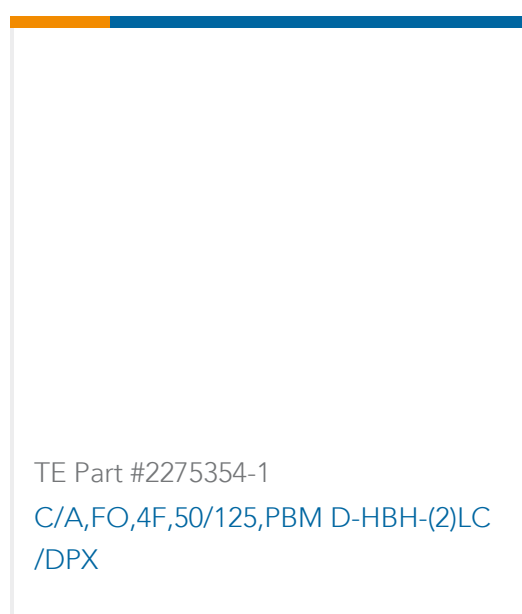 TE Part #2275354-1
C/A,FO,4F,50/125,PBM D-HBH-(2)LC
/DPX